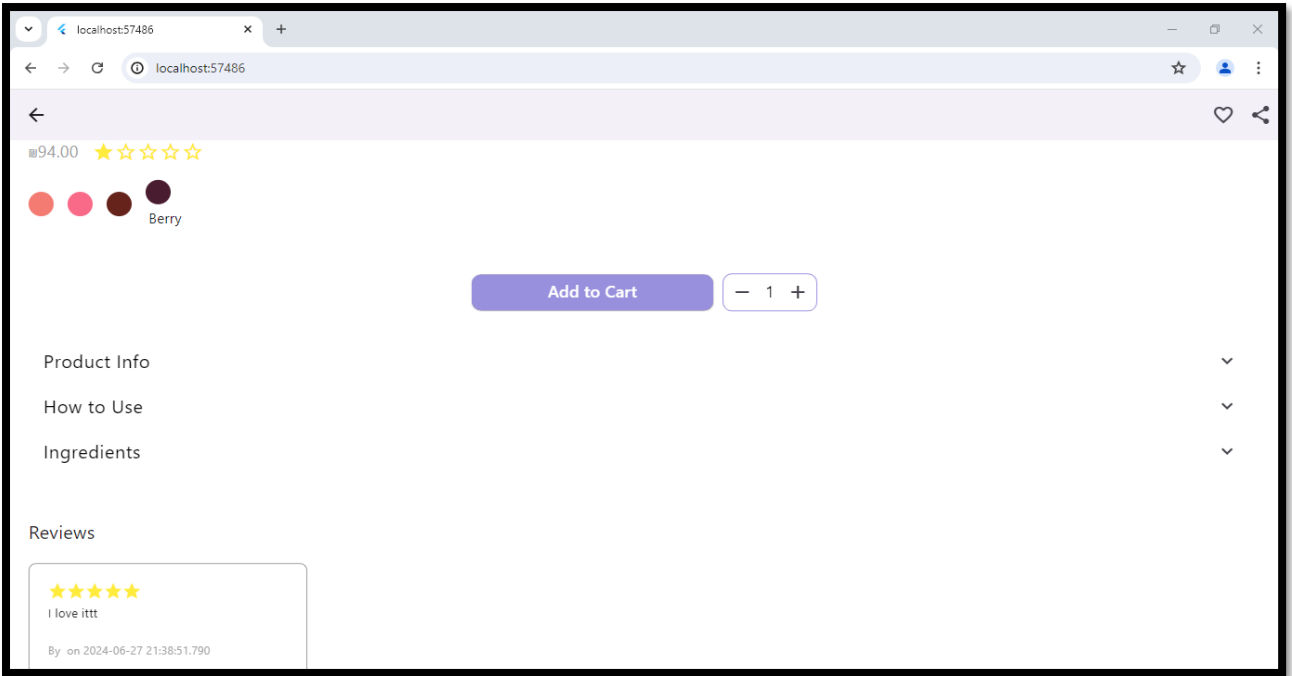 localhost:57486
localhost:57486
₪94.00
Berry
Add to Cart
1
Product Info
How to Use
Ingredients
Reviews
I love ittt
By on 2024-06-27 21:38:51.790